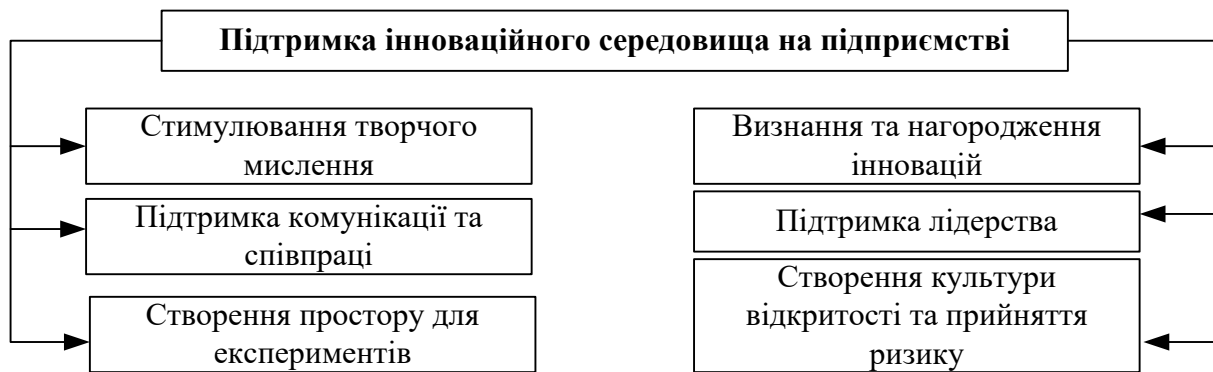 Підтримка інноваційного середовища на підприємстві
Стимулювання творчого
мислення
Підтримка комунікації та
співпраці
Створення простору для
експериментів
Визнання та нагородження
інновацій
Підтримка лідерства
Створення культури
відкритості та прийняття
ризику